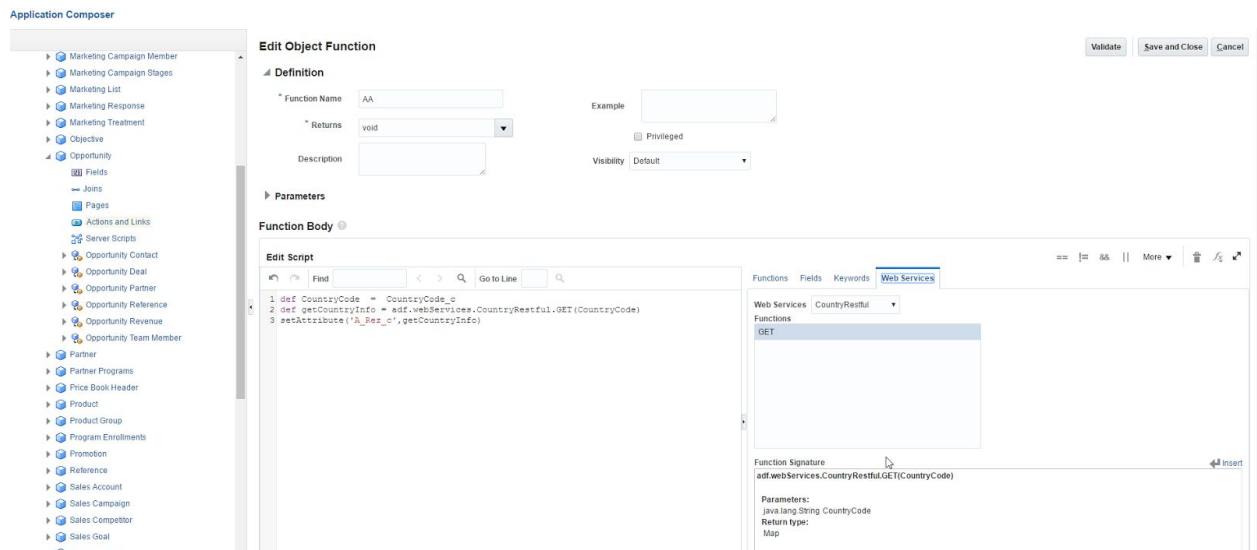 Application Composer
Marketing Campaign Member
Marketing Campaign Stages
Marketing List
Marketing Response
Marketing Treatment
Objective
Opportunity
Fields
Joins
Pages
Actions and Links
Server Scripts
Opportunity Contact
Opportunity Deal
Opportunity Partner
Opportunity Reference
Opportunity Revenue
Opportunity Team Member
Partner
Partner Programs
Price Book Header
Product
Product Group
Program Enrollments
Promotion
Reference
Sales Account
Sales Campaign
Sales Competitor
Sales Goal
Edit Object Function
Validate Save and Close Cancel
Definition
* Function Name AA
Example
* Returns void
Privileged
Description
Visibility Default
Parameters
Function Body
Edit Script
== != && || More
Find Go to Line
1 def CountryCode = CountryCode_c
2 def getCountryInfo = adf.webServices.CountryRestful.GET(CountryCode)
3 setAttribute('A_Rez_c',getCountryInfo)
Functions Fields Keywords Web Services
Web Services CountryRestful
Functions
GET
Function Signature Insert
adf.webServices.CountryRestful.GET(CountryCode)
Parameters:
java.lang.String CountryCode
Return type:
Map